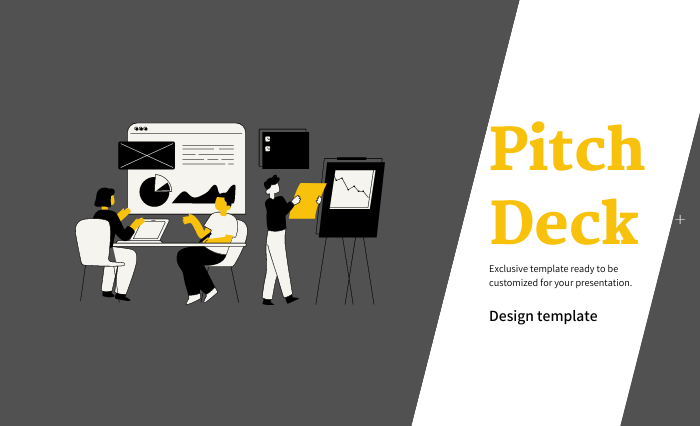 Pitch
Deck
Exclusive template ready to be
customized for your presentation.
Design template